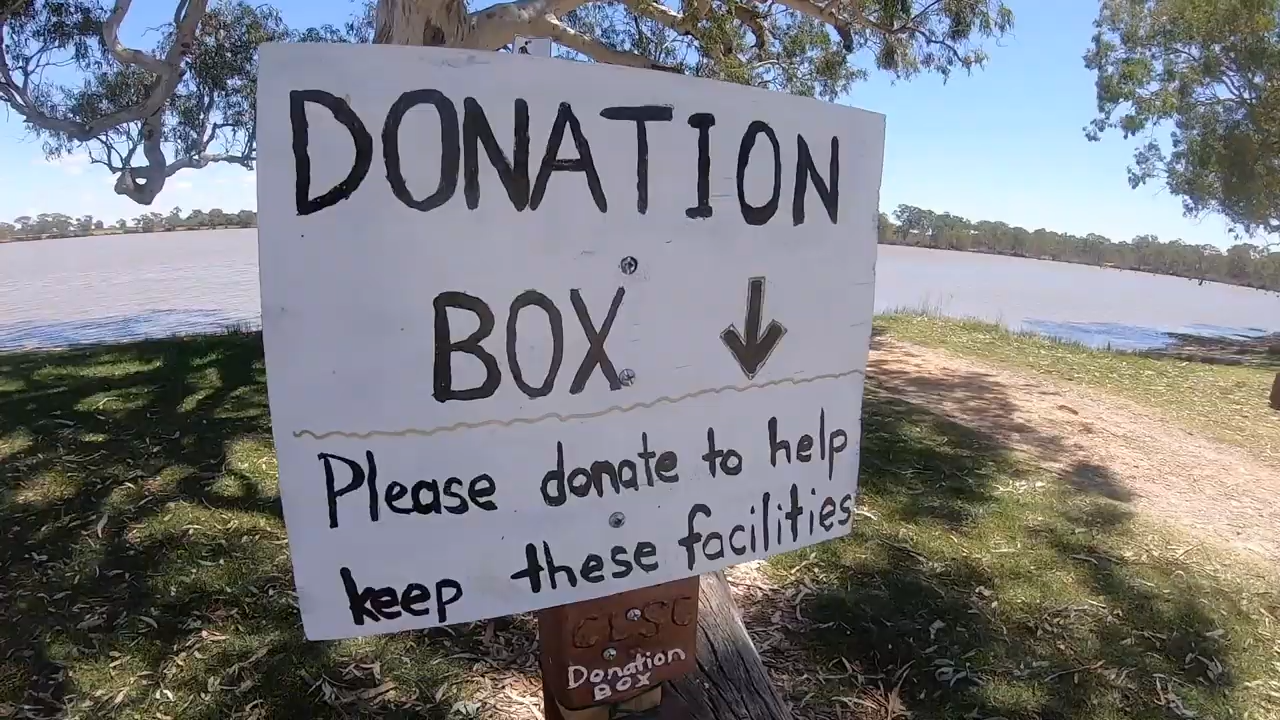 DONATION
BOX
Please donate to help
keep these facilities
CLSC
Donation
BOX